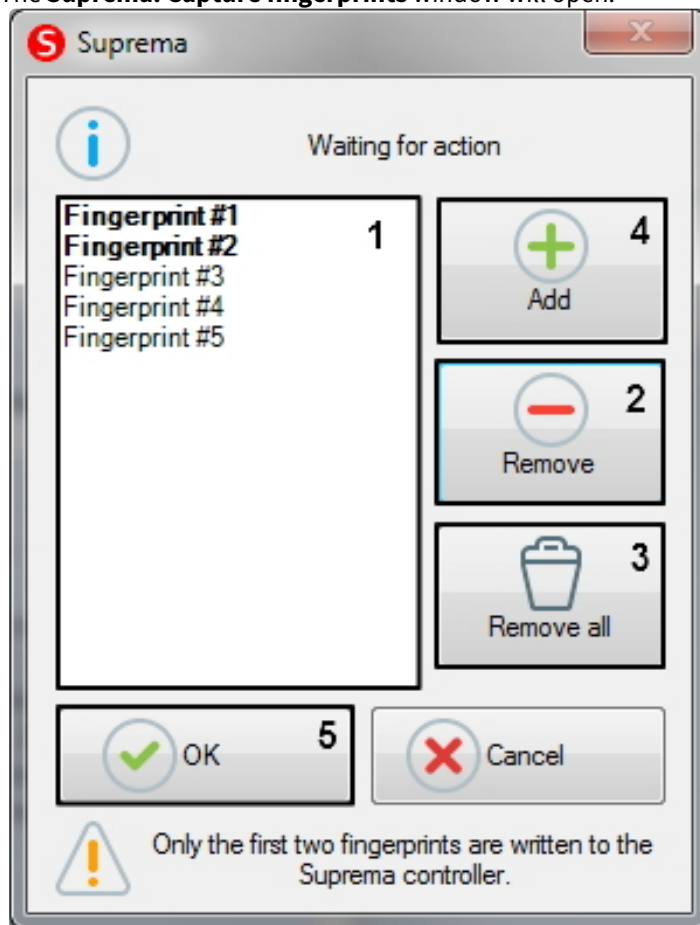 The Suprema. Capture fingerprints window will open.
S Suprema
X
i
Waiting for action
Fingerprint #1
Fingerprint #2
Fingerprint #3
Fingerprint #4
Fingerprint #5
1
4
Add
2
Remove
3
Remove all
OK
5
Cancel
Only the first two fingerprints are written to the
Suprema controller.